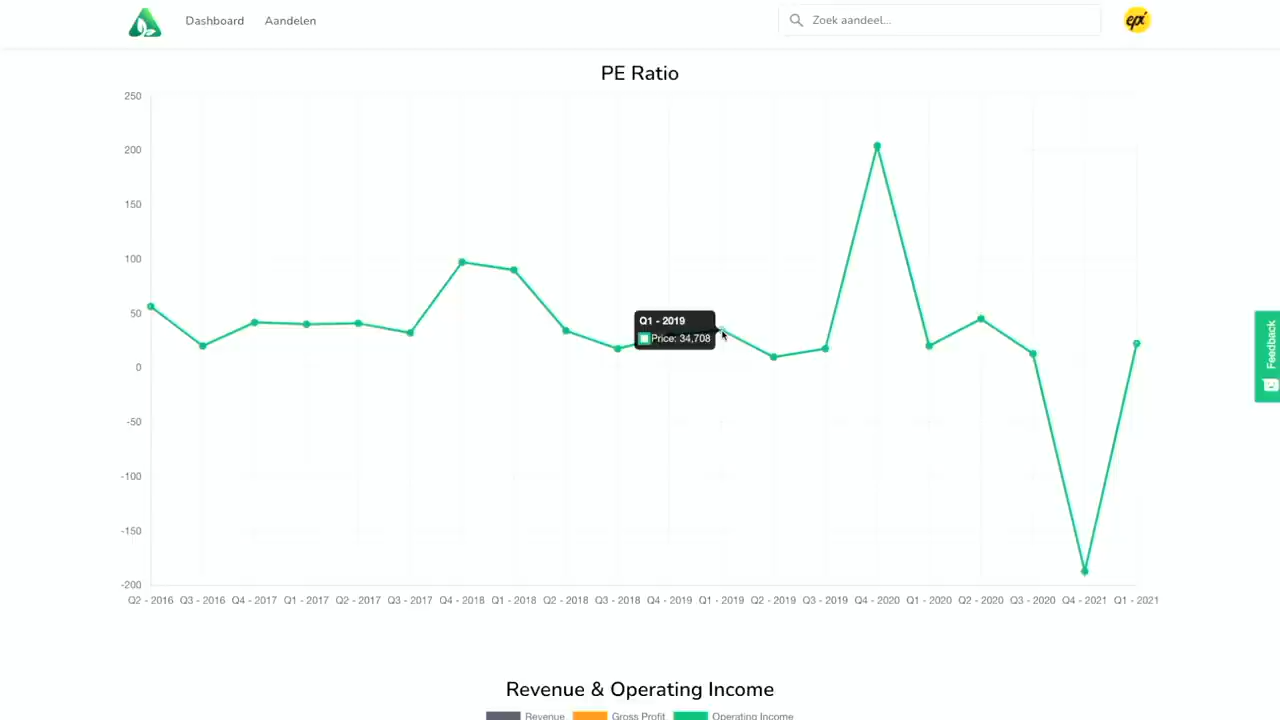 Dashboard Aandelen Zoek aandeel... epi
PE Ratio
250
200
150
100
50
0
-50
-100
-150
-200
Q1 - 2019
Price: 34,708
Feedback
Q2 - 2016 Q3 - 2016 Q4 - 2017 Q1 - 2017 Q2 - 2017 Q3 - 2017 Q4 - 2018 Q1 - 2018 Q2 - 2018 Q3 - 2018 Q4 - 2019 Q1 - 2019 Q2 - 2019 Q3 - 2019 Q4 - 2020 Q1 - 2020 Q2 - 2020 Q3 - 2020 Q4 - 2021 Q1 - 2021
Revenue & Operating Income
Revenue Gross Profit Operating Income